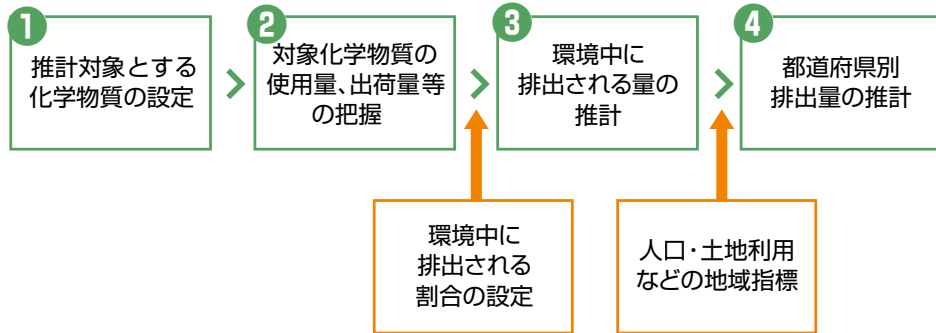 1
推計対象とする
化学物質の設定
2
対象化学物質の
使用量、出荷量等
の把握
3
環境中に
排出される量の
推計
4
都道府県別
排出量の推計
環境中に
排出される
割合の設定
人口・土地利用
などの地域指標